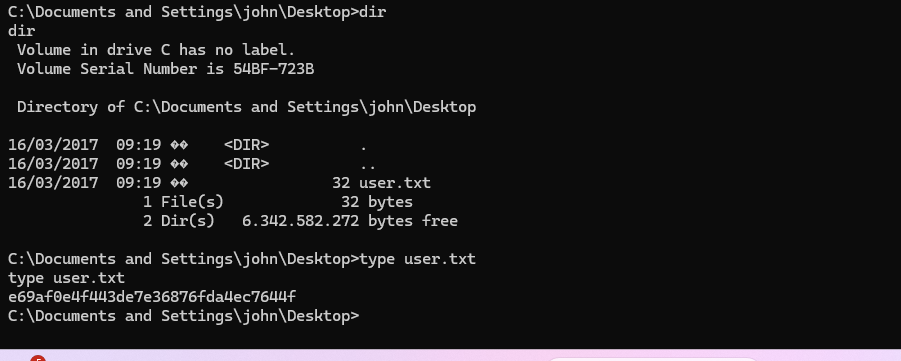 C:\Documents and Settings\john\Desktop>dir
dir
 Volume in drive C has no label.
 Volume Serial Number is 54BF-723B

 Directory of C:\Documents and Settings\john\Desktop

16/03/2017  09:19 ��    <DIR>          .
16/03/2017  09:19 ��    <DIR>          ..
16/03/2017  09:19 ��                32 user.txt
               1 File(s)             32 bytes
               2 Dir(s)   6.342.582.272 bytes free

C:\Documents and Settings\john\Desktop>type user.txt
type user.txt
e69af0e4f443de7e36876fda4ec7644f
C:\Documents and Settings\john\Desktop>